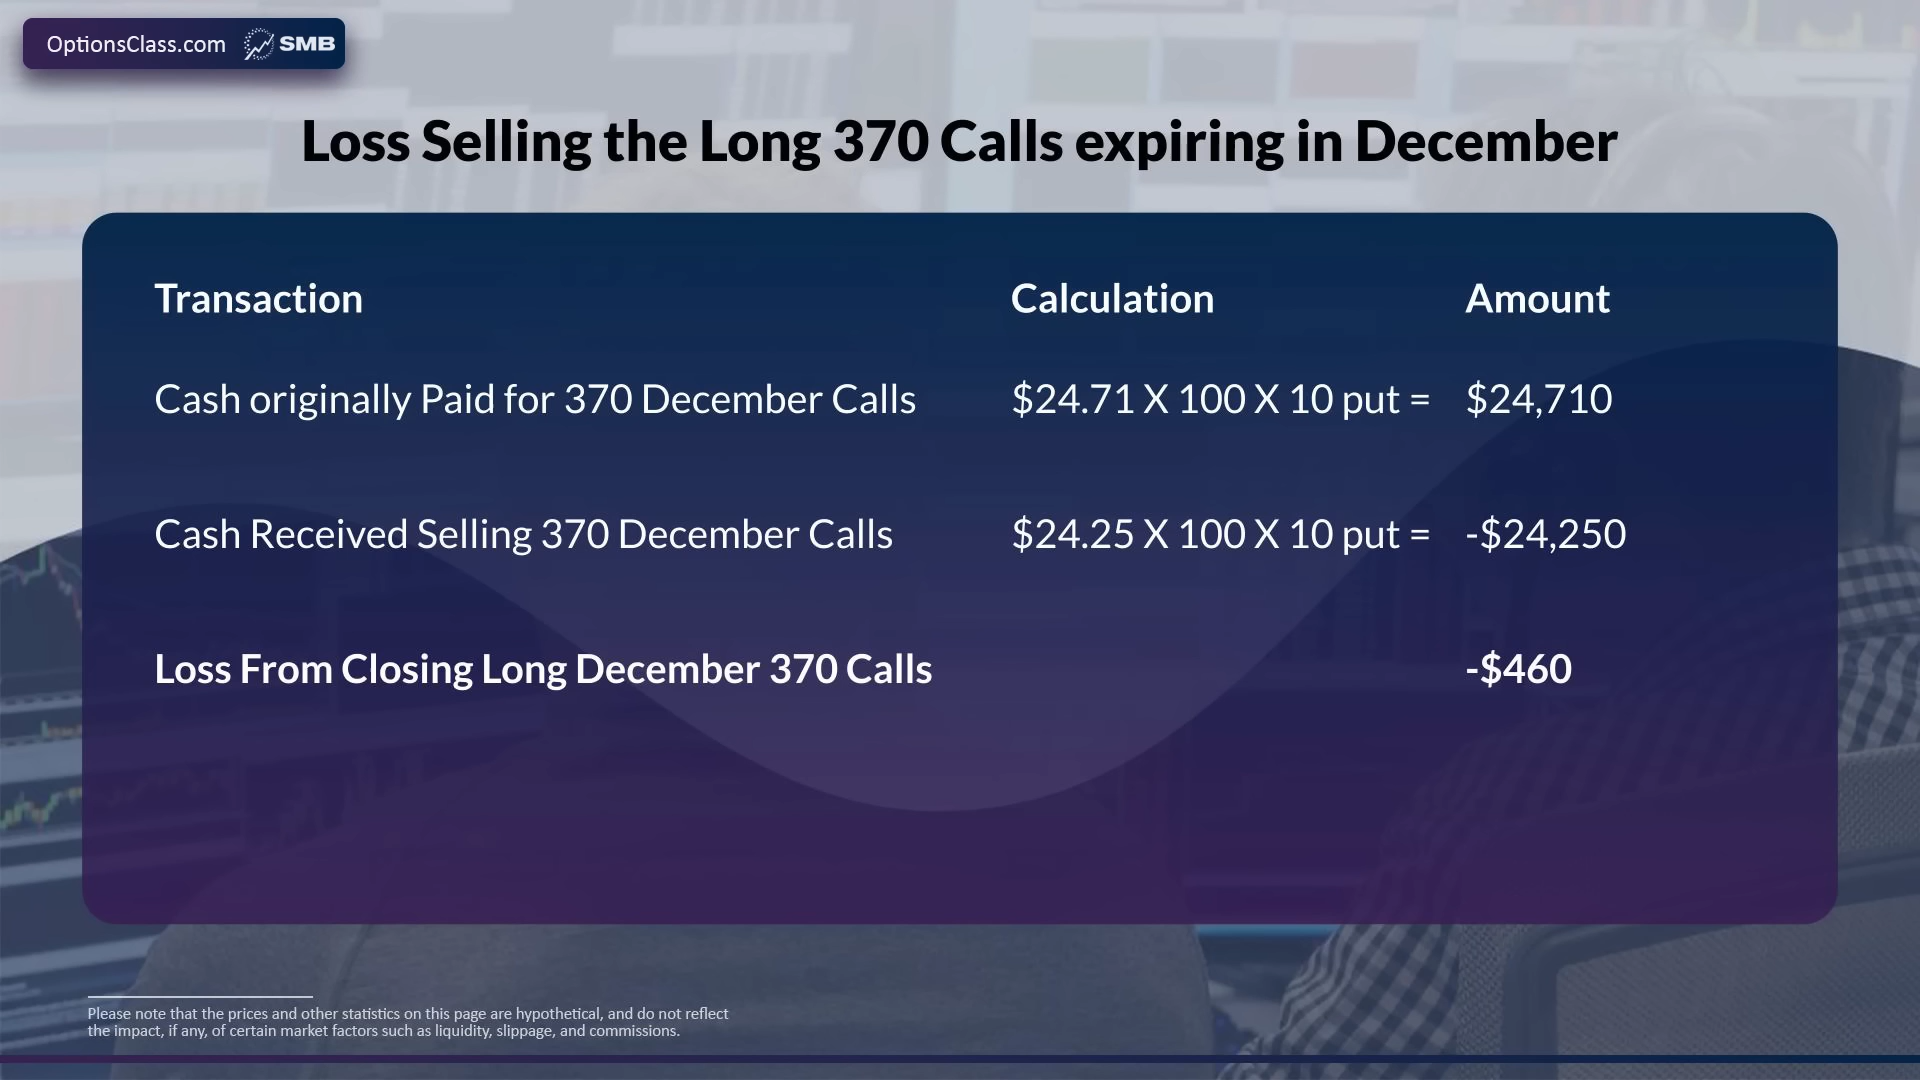 OptionsClass.com SMB
Loss Selling the Long 370 Calls expiring in December
Transaction Calculation Amount
Cash originally Paid for 370 December Calls $24.71 X 100 X 10 put = $24,710
Cash Received Selling 370 December Calls $24.25 X 100 X 10 put = -$24,250
Loss From Closing Long December 370 Calls -$460
Please note that the prices and other statistics on this page are hypothetical, and do not reflect
the impact, if any, of certain market factors such as liquidity, slippage, and commissions.